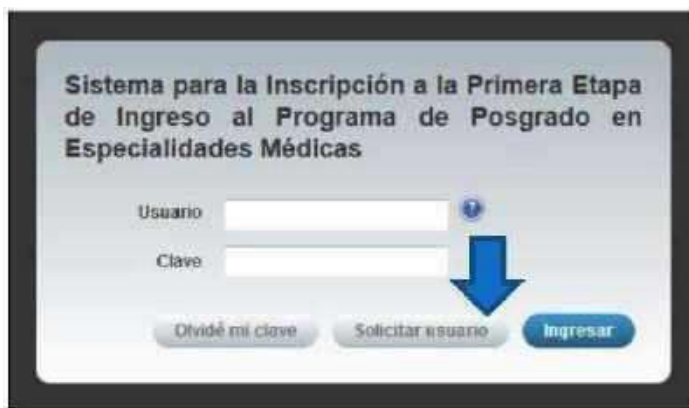 Sistema para la Inscripción a la Primera Etapa
de Ingreso al Programa de Posgrado en
Especialidades Médicas
Usuario
?
Clave
Olvidé mi clave Solicitar usuario Ingresar